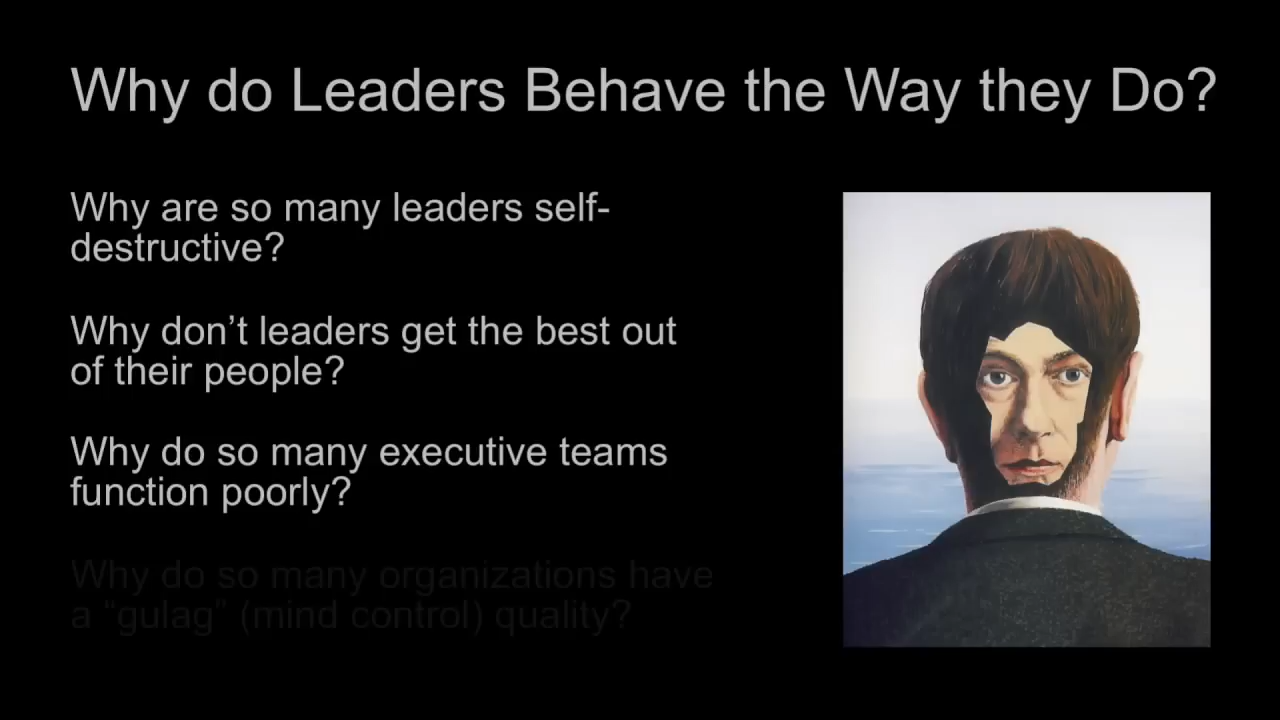 Why do Leaders Behave the Way they Do?
Why are so many leaders self-
destructive?
Why don’t leaders get the best out
of their people?
Why do so many executive teams
function poorly?
Why do so many organizations have
a “gulag” (mind control) quality?